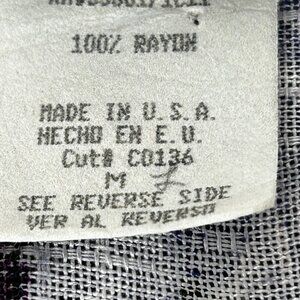 100% RAYON
MADE IN U.S.A.
HECHO EN E.U.
Cut# C0136
M
SEE REVERSE SIDE
VER AL REVERSO